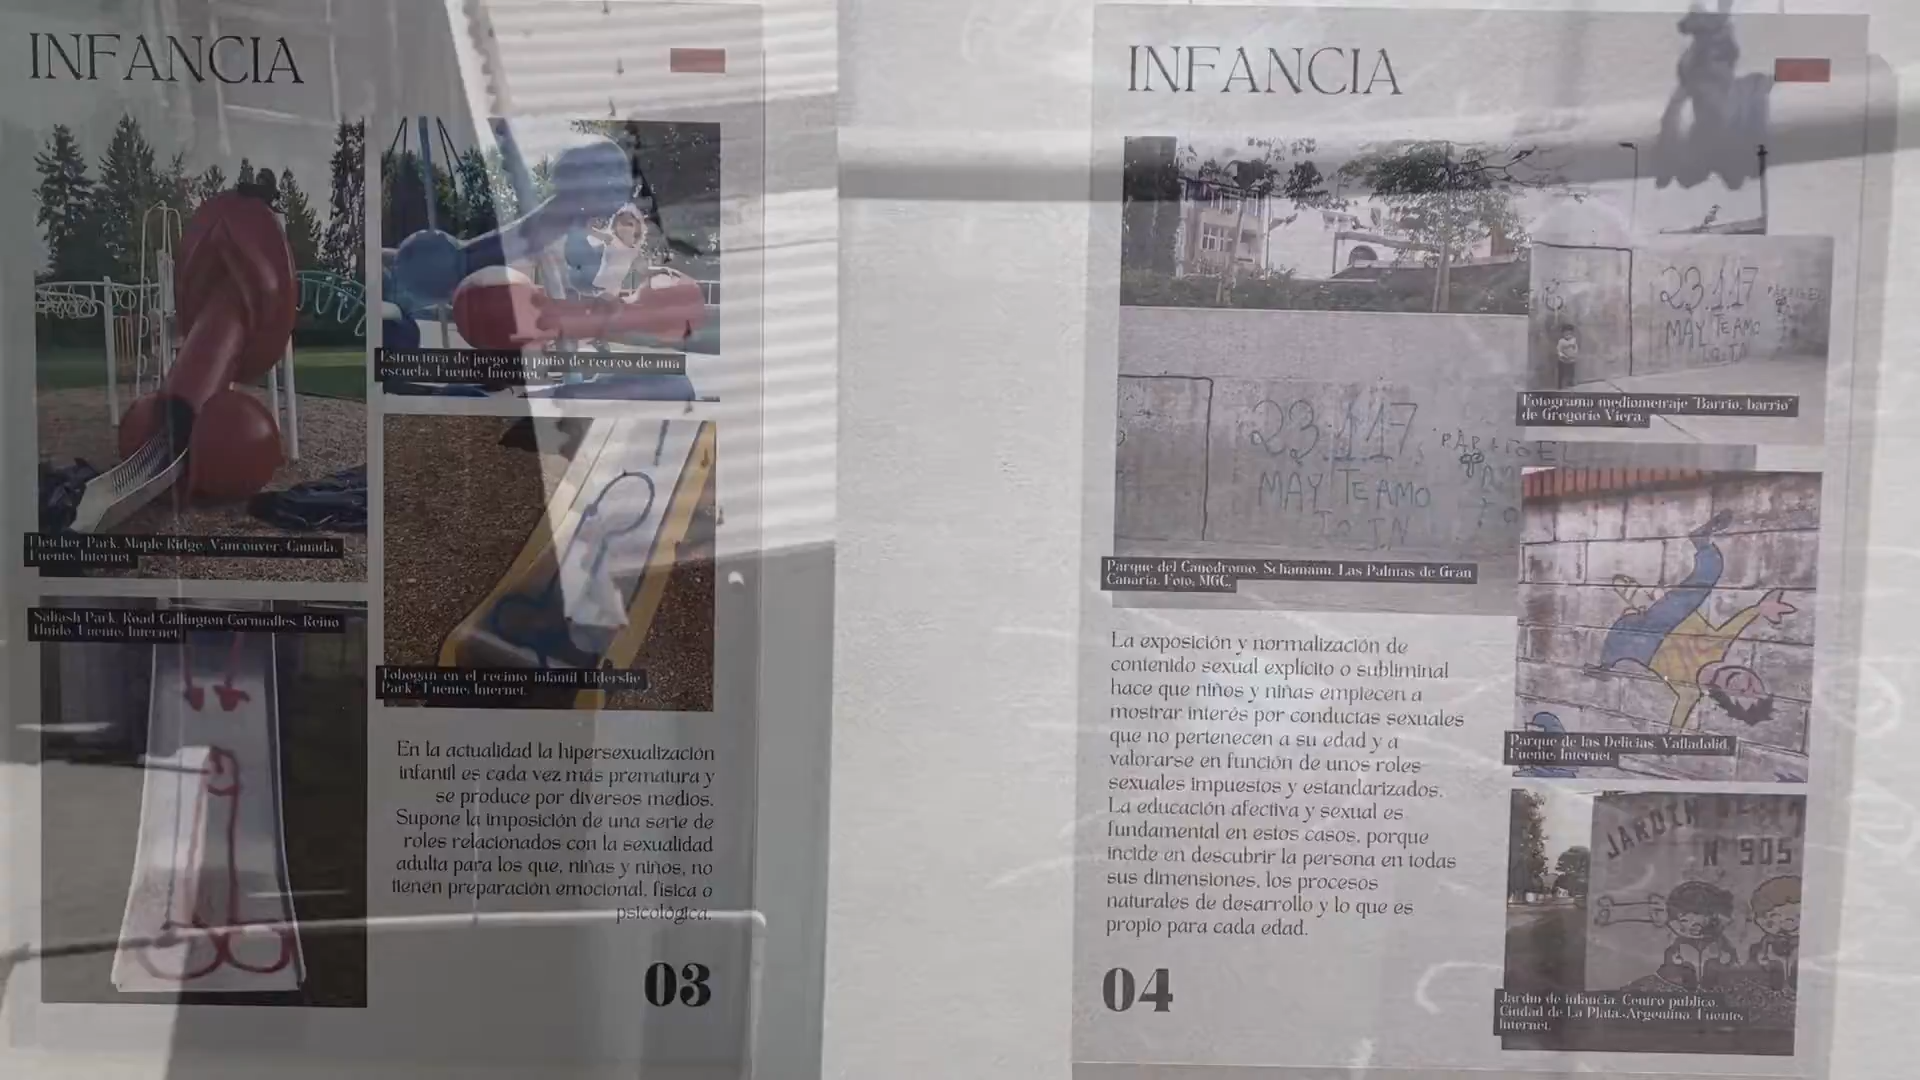 INFANCIA
Fletcher Park. Maple Ridge. Vancouver. Canada.
Fuente: Internet.
Estructura de juego en patio de recreo de una
escuela. Fuente: Internet.
Saltash Park. Road Callington Cornualles. Reino
Unido. Fuente: Internet.
Tobogan en el recinto infantil Elderslie
Park. Fuente: Internet.
En la actualidad la hipersexualización
infantil es cada vez más prematura y
se produce por diversos medios.
Supone la imposición de una serie de
roles relacionados con la sexualidad
adulta para los que, niñas y niños, no
tienen preparación emocional, física o
psicológica.
03
INFANCIA
23.1.17
MAY TE AMO
23.1.17
MAY TE AMO
Fotograma mediometraje "Barrio, barrio"
de Gregorio Viera.
Parque del Canodromo. Schamann. Las Palmas de Gran
Canaria. Foto: MGC.
La exposición y normalización de
contenido sexual explícito o subliminal
hace que niños y niñas empiecen a
mostrar interés por conductas sexuales
que no pertenecen a su edad y a
valorarse en función de unos roles
sexuales impuestos y estandarizados.
La educación afectiva y sexual es
fundamental en estos casos, porque
incide en descubrir la persona en todas
sus dimensiones, los procesos
naturales de desarrollo y lo que es
propio para cada edad.
04
Parque de las Delicias. Valladolid.
Fuente: Internet.
JARDIN
Nº 905
Jardín de infancia. Centro público.
Ciudad de La Plata. Argentina. Fuente:
Internet.